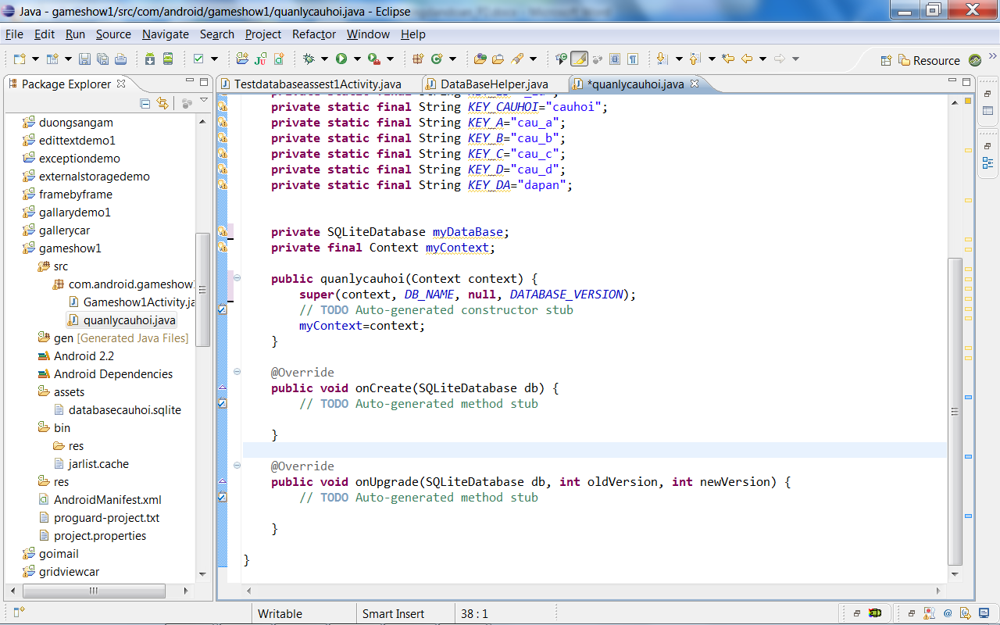 Java - gameshow1/src/com/android/gameshow1/quanlycauhoi.java - Eclipse
File Edit Run Source Navigate Search Project Refactor Window Help
Resource
Package Explorer
Testdatabaseassest1Activity.java
DataBaseHelper.java
*quanlycauhoi.java
duongsangam
edittextdemo1
exceptiondemo
externalstoragedemo
framebyframe
gallarydemo1
gallerycar
gameshow1
src
com.android.gameshow
Gameshow1Activity.ja
quanlycauhoi.java
gen [Generated Java Files]
Android 2.2
Android Dependencies
assets
databasecauhoi.sqlite
bin
res
jarlist.cache
res
AndroidManifest.xml
proguard-project.txt
project.properties
goimail
gridviewcar
private static final String KEY_CAUHOI="cauhoi";
private static final String KEY_A="cau_a";
private static final String KEY_B="cau_b";
private static final String KEY_C="cau_c";
private static final String KEY_D="cau_d";
private static final String KEY_DA="dapan";
private SQLiteDatabase myDataBase;
private final Context myContext;
public quanlycauhoi(Context context) {
super(context, DB_NAME, null, DATABASE_VERSION);
// TODO Auto-generated constructor stub
myContext=context;
}
@Override
public void onCreate(SQLiteDatabase db) {
// TODO Auto-generated method stub
}
@Override
public void onUpgrade(SQLiteDatabase db, int oldVersion, int newVersion) {
// TODO Auto-generated method stub
}
}
Writable
Smart Insert
38 : 1